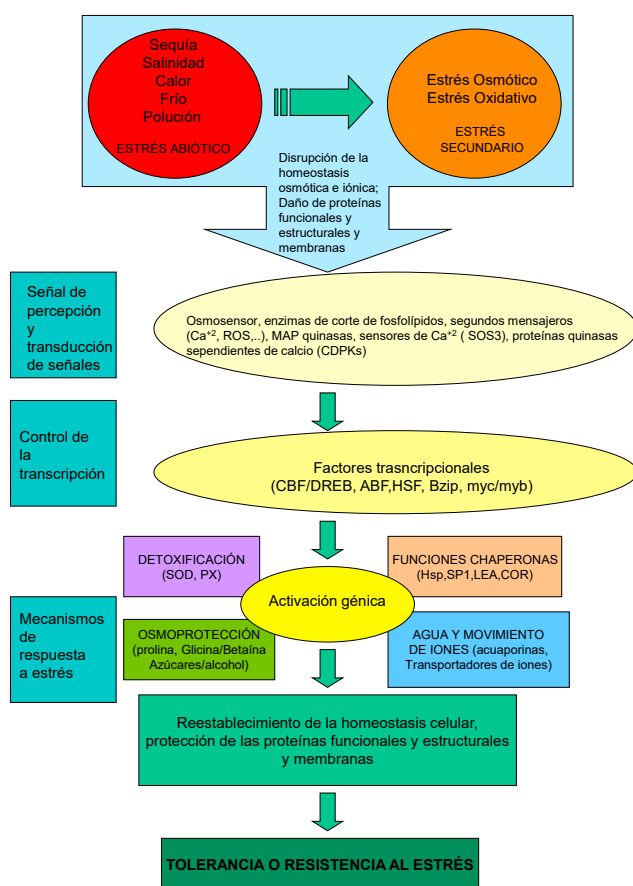 Sequía
Salinidad
Calor
Frío
Polución
ESTRÉS ABIÓTICO
Estrés Osmótico
Estrés Oxidativo
ESTRÉS
SECUNDARIO
Disrupción de la
homeostasis
osmótica e iónica;
Daño de proteínas
funcionales y
estructurales y
membranas
Señal de
percepción
y
transducción
de señales
Osmosensor, enzimas de corte de fosfolípidos, segundos mensajeros
(Ca⁺², ROS,..), MAP quinasas, sensores de Ca⁺² ( SOS3), proteínas quinasas
sependientes de calcio (CDPKs)
Control de
la
transcripción
Factores trasncripcionales
(CBF/DREB, ABF,HSF, Bzip, myc/myb)
Mecanismos
de
respuesta
a estrés
DETOXIFICACIÓN
(SOD, PX)
FUNCIONES CHAPERONAS
(Hsp,SP1,LEA,COR)
Activación génica
OSMOPROTECCIÓN
(prolina, Glicina/Betaína
Azúcares/alcohol)
AGUA Y MOVIMIENTO
DE IONES (acuaporinas,
Transportadores de iones)
Reestablecimiento de la homeostasis celular,
protección de las proteínas funcionales y estructurales
y membranas
TOLERANCIA O RESISTENCIA AL ESTRÉS